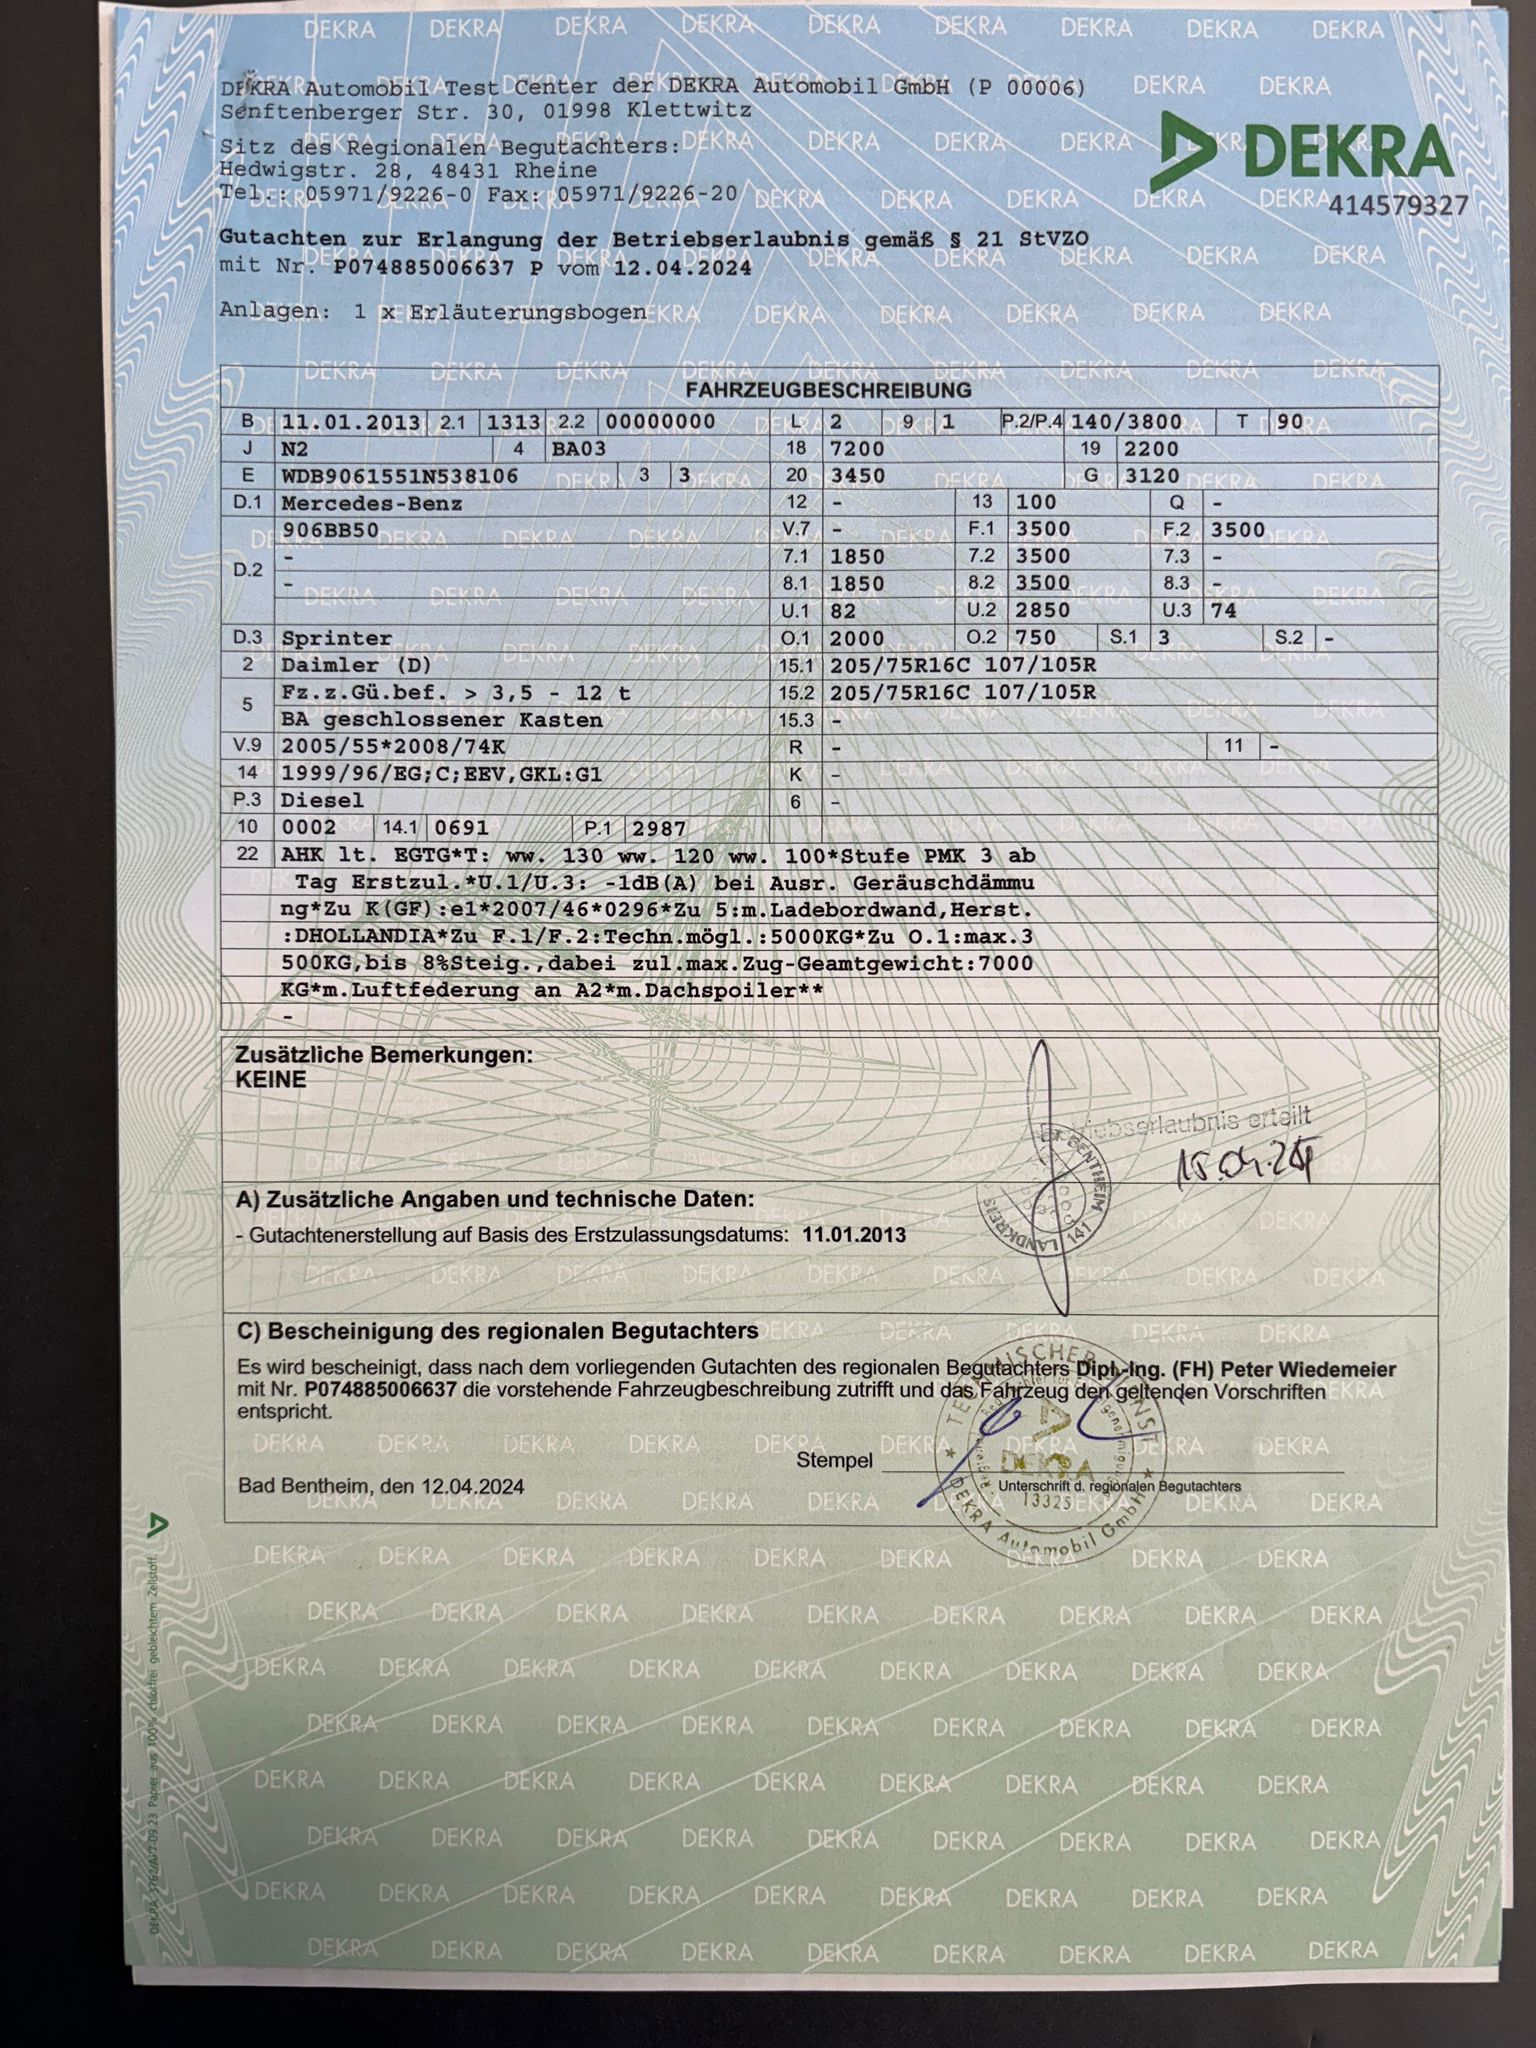 DEKRA Automobil Test Center der DEKRA Automobil GmbH (P 00006)
Senftenberger Str. 30, 01998 Klettwitz
Sitz des Regionalen Begutachters:
Hedwigstr. 28, 48431 Rheine
Tel.: 05971/9226-0 Fax: 05971/9226-20
DEKRA
414579327
Gutachten zur Erlangung der Betriebserlaubnis gemäß § 21 StVZO
mit Nr. P074885006637 P vom 12.04.2024
Anlagen: 1 x Erläuterungsbogen
FAHRZEUGBESCHREIBUNG
B 11.01.2013 2.1 1313 2.2 00000000 L 2 9 1 P.2/P.4 140/3800 T 90
J N2 4 BA03 18 7200 19 2200
E WDB9061551N538106 3 3 20 3450 G 3120
D.1 Mercedes-Benz 12 - 13 100 Q -
D.2 906BB50 V.7 - F.1 3500 F.2 3500
- 7.1 1850 7.2 3500 7.3 -
- 8.1 1850 8.2 3500 8.3 -
U.1 82 U.2 2850 U.3 74
D.3 Sprinter O.1 2000 O.2 750 S.1 3 S.2 -
2 Daimler (D) 15.1 205/75R16C 107/105R
5 Fz.z.Gü.bef. > 3,5 - 12 t 15.2 205/75R16C 107/105R
BA geschlossener Kasten 15.3 -
V.9 2005/55*2008/74K R - 11 -
14 1999/96/EG;C;EEV,GKL:G1 K -
P.3 Diesel 6 -
10 0002 14.1 0691 P.1 2987
22 AHK lt. EGTG*T: ww. 130 ww. 120 ww. 100*Stufe PMK 3 ab
Tag Erstzul.*U.1/U.3: -1dB(A) bei Ausr. Geräuschdämmu
ng*Zu K(GF):e1*2007/46*0296*Zu 5:m.Ladebordwand,Herst.
:DHOLLANDIA*Zu F.1/F.2:Techn.mögl.:5000KG*Zu O.1:max.3
500KG,bis 8%Steig.,dabei zul.max.Zug-Geamtgewicht:7000
KG*m.Luftfederung an A2*m.Dachspoiler**
-
Zusätzliche Bemerkungen:
KEINE
Betriebserlaubnis erteilt
15.04.24
LANDKREIS BENTHEIM 141
A) Zusätzliche Angaben und technische Daten:
- Gutachtenerstellung auf Basis des Erstzulassungsdatums: 11.01.2013
C) Bescheinigung des regionalen Begutachters
Es wird bescheinigt, dass nach dem vorliegenden Gutachten des regionalen Begutachters Dipl.-Ing. (FH) Peter Wiedemeier
mit Nr. P074885006637 die vorstehende Fahrzeugbeschreibung zutrifft und das Fahrzeug den geltenden Vorschriften
entspricht.
Stempel
Bad Bentheim, den 12.04.2024
Unterschrift d. regionalen Begutachters
TECHNISCHER DIENST
DEKRA
13325
DEKRA Automobil GmbH